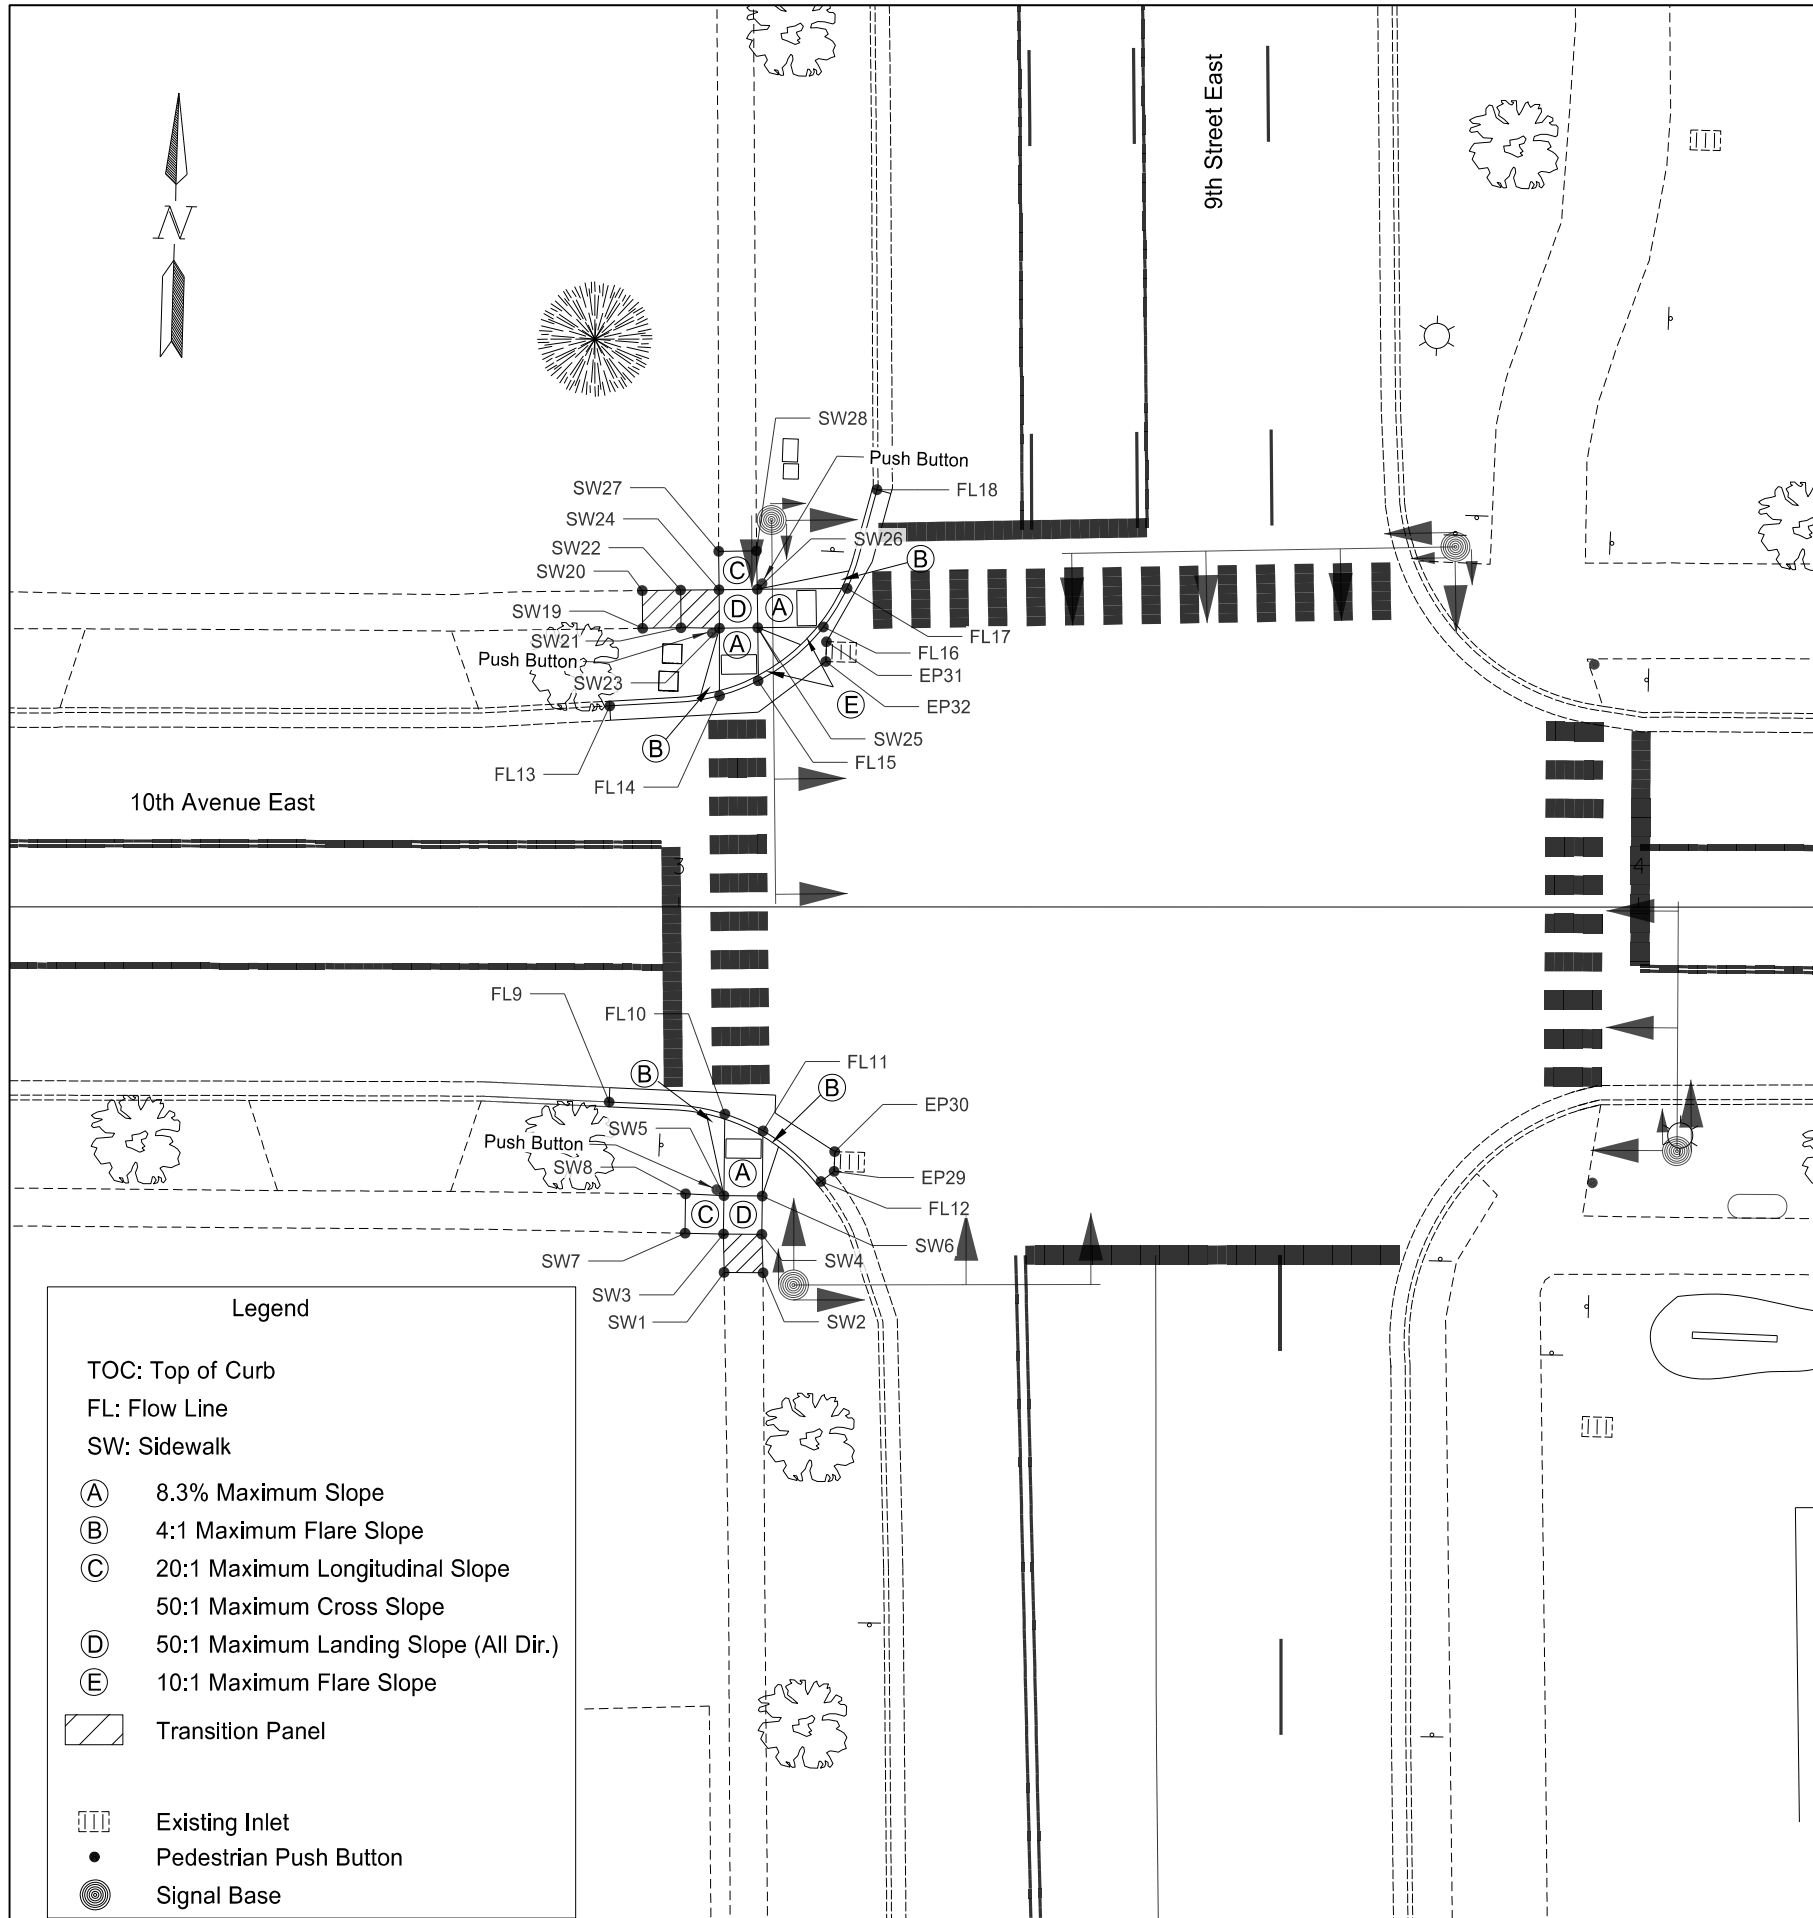 9th Street East
N
SW28
Push Button
SW27
FL18
SW24
SW26
B
SW22
C
SW20
D
A
SW19
FL17
SW21
A
FL16
Push Button
EP31
SW23
E
EP32
SW25
B
FL15
FL13
FL14
10th Avenue East
3
4
FL9
FL10
FL11
B
B
EP30
SW5
Push Button
SW8
A
EP29
FL12
C
D
SW6
SW7
SW4
SW3
SW1
SW2
Legend
TOC: Top of Curb
FL: Flow Line
SW: Sidewalk
A 8.3% Maximum Slope
B 4:1 Maximum Flare Slope
C 20:1 Maximum Longitudinal Slope
50:1 Maximum Cross Slope
D 50:1 Maximum Landing Slope (All Dir.)
E 10:1 Maximum Flare Slope
Transition Panel
Existing Inlet
Pedestrian Push Button
Signal Base